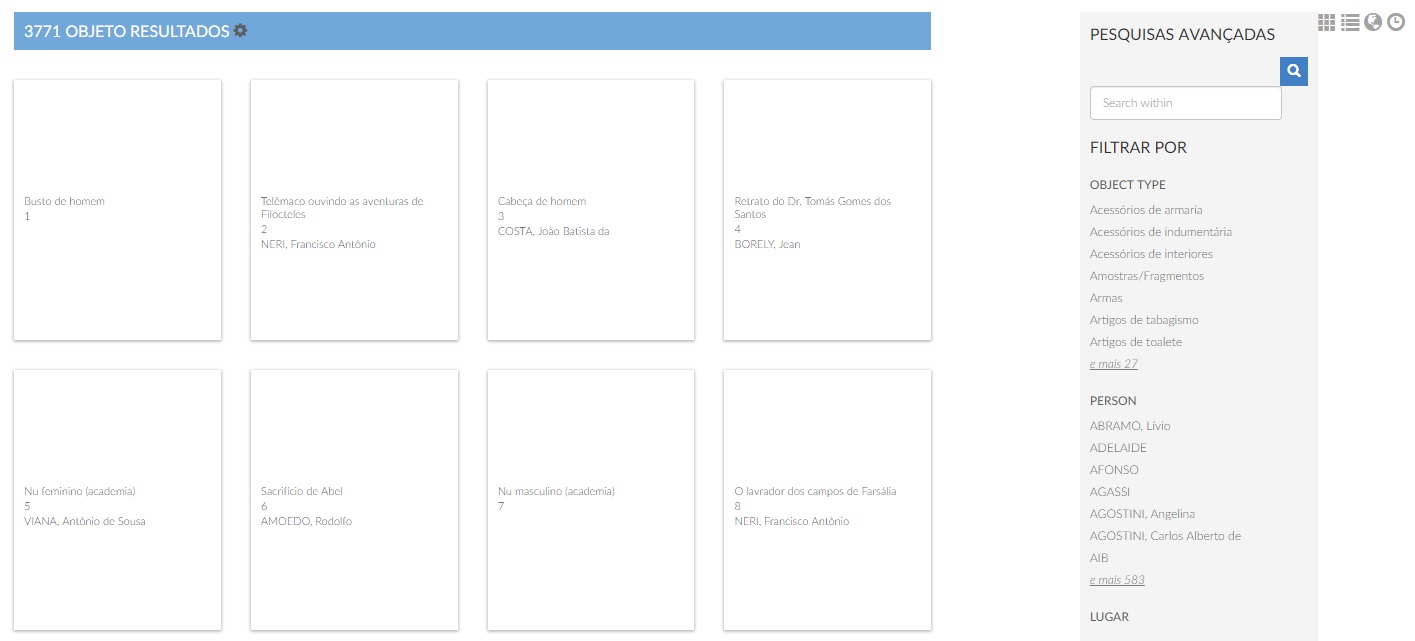 3771 OBJETO RESULTADOS
Busto de homem
1
Telêmaco ouvindo as aventuras de
Filocteles
2
NERI, Francisco Antônio
Cabeça de homem
3
COSTA, João Batista da
Retrato do Dr. Tomás Gomes dos
Santos
4
BORELY, Jean
Nu feminino (academia)
5
VIANA, Antônio de Sousa
Sacrifício de Abel
6
AMOEDO, Rodolfo
Nu masculino (academia)
7
O lavrador dos campos de Farsália
8
NERI, Francisco Antônio
PESQUISAS AVANÇADAS
Search within
FILTRAR POR
OBJECT TYPE
Acessórios de armaria
Acessórios de indumentária
Acessórios de interiores
Amostras/Fragmentos
Armas
Artigos de tabagismo
Artigos de toalete
e mais 27
PERSON
ABRAMO, Lívio
ADELAIDE
AFONSO
AGASSI
AGOSTINI, Angelina
AGOSTINI, Carlos Alberto de
AIB
e mais 583
LUGAR